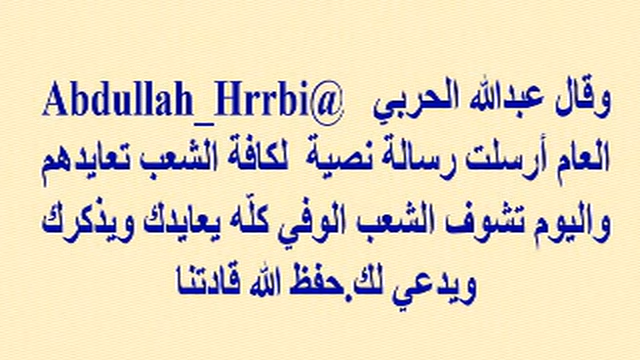 وقال عبدالله الحربي @Abdullah_Hrrbi
العام أرسلت رسالة نصية لكافة الشعب تعايدهم
واليوم تشوف الشعب الوفي كلّه يعايدك ويذكرك
ويدعي لك.حفظ الله قادتنا